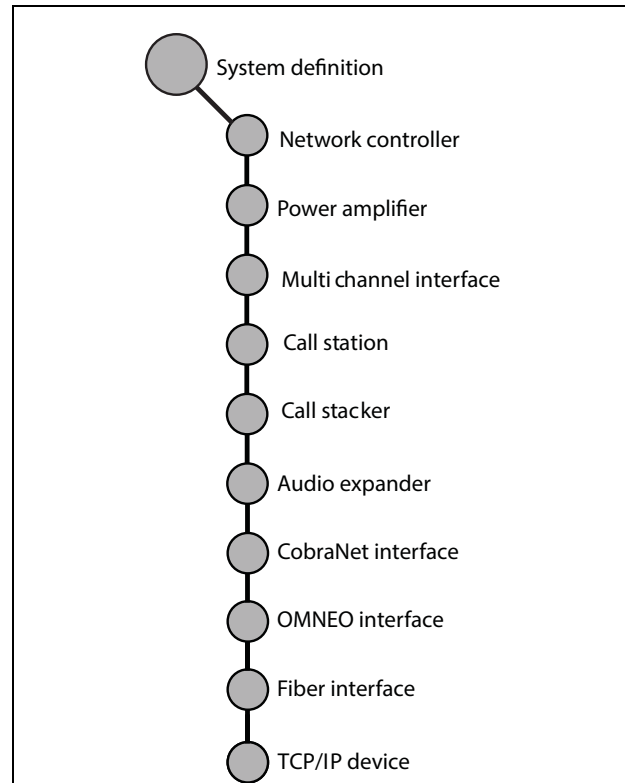 System definition
Network controller
Power amplifier
Multi channel interface
Call station
Call stacker
Audio expander
CobraNet interface
OMNEO interface
Fiber interface
TCP/IP device